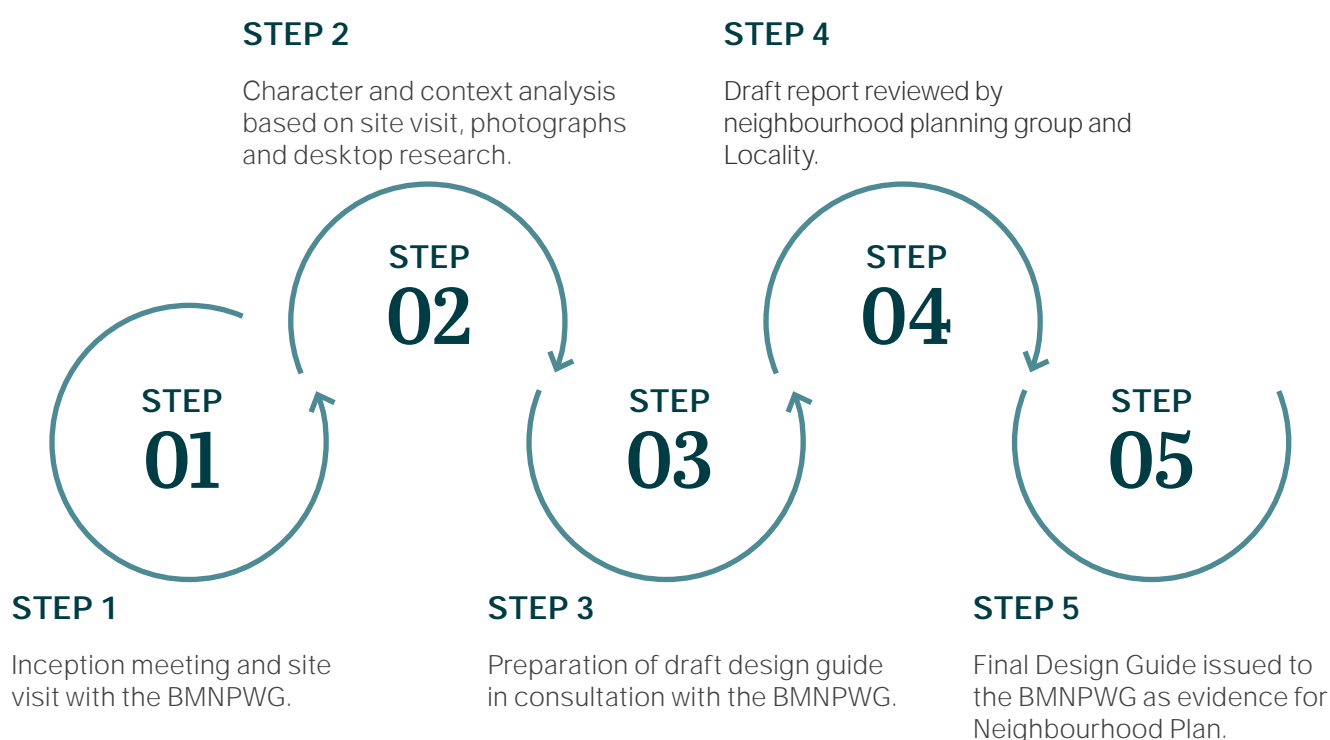 STEP 2
Character and context analysis
based on site visit, photographs
and desktop research.
STEP 4
Draft report reviewed by
neighbourhood planning group and
Locality.
STEP
01
STEP
02
STEP
03
STEP
04
STEP
05
STEP 1
Inception meeting and site
visit with the BMNPWG.
STEP 3
Preparation of draft design guide
in consultation with the BMNPWG.
STEP 5
Final Design Guide issued to
the BMNPWG as evidence for
Neighbourhood Plan.